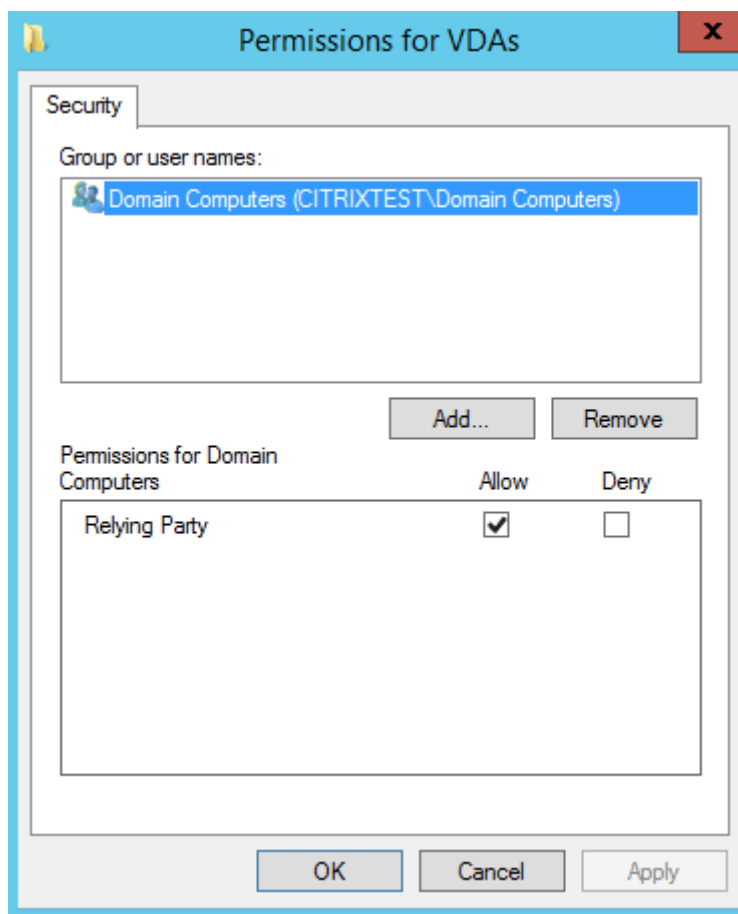 Permissions for VDAs
x
Security
Group or user names:
Domain Computers (CITRIXTEST\Domain Computers)
Add...
Remove
Permissions for Domain
Computers
Allow
Deny
Relying Party
OK
Cancel
Apply